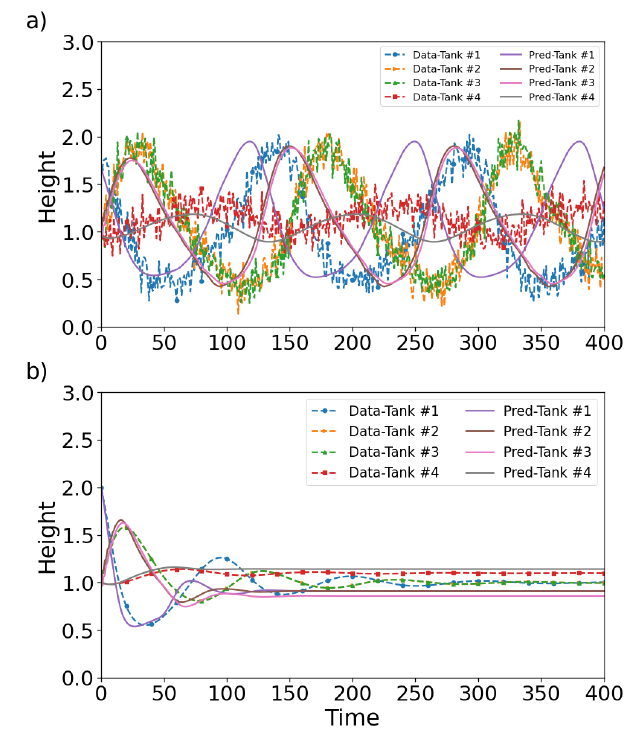 a)
3.0
2.5
2.0
1.5
1.0
0.5
0.0
Height
Data-Tank #1
Data-Tank #2
Data-Tank #3
Data-Tank #4
Pred-Tank #1
Pred-Tank #2
Pred-Tank #3
Pred-Tank #4
0 50 100 150 200 250 300 350 400
b)
3.0
2.5
2.0
1.5
1.0
0.5
0.0
Height
Data-Tank #1
Data-Tank #2
Data-Tank #3
Data-Tank #4
Pred-Tank #1
Pred-Tank #2
Pred-Tank #3
Pred-Tank #4
0 50 100 150 200 250 300 350 400
Time